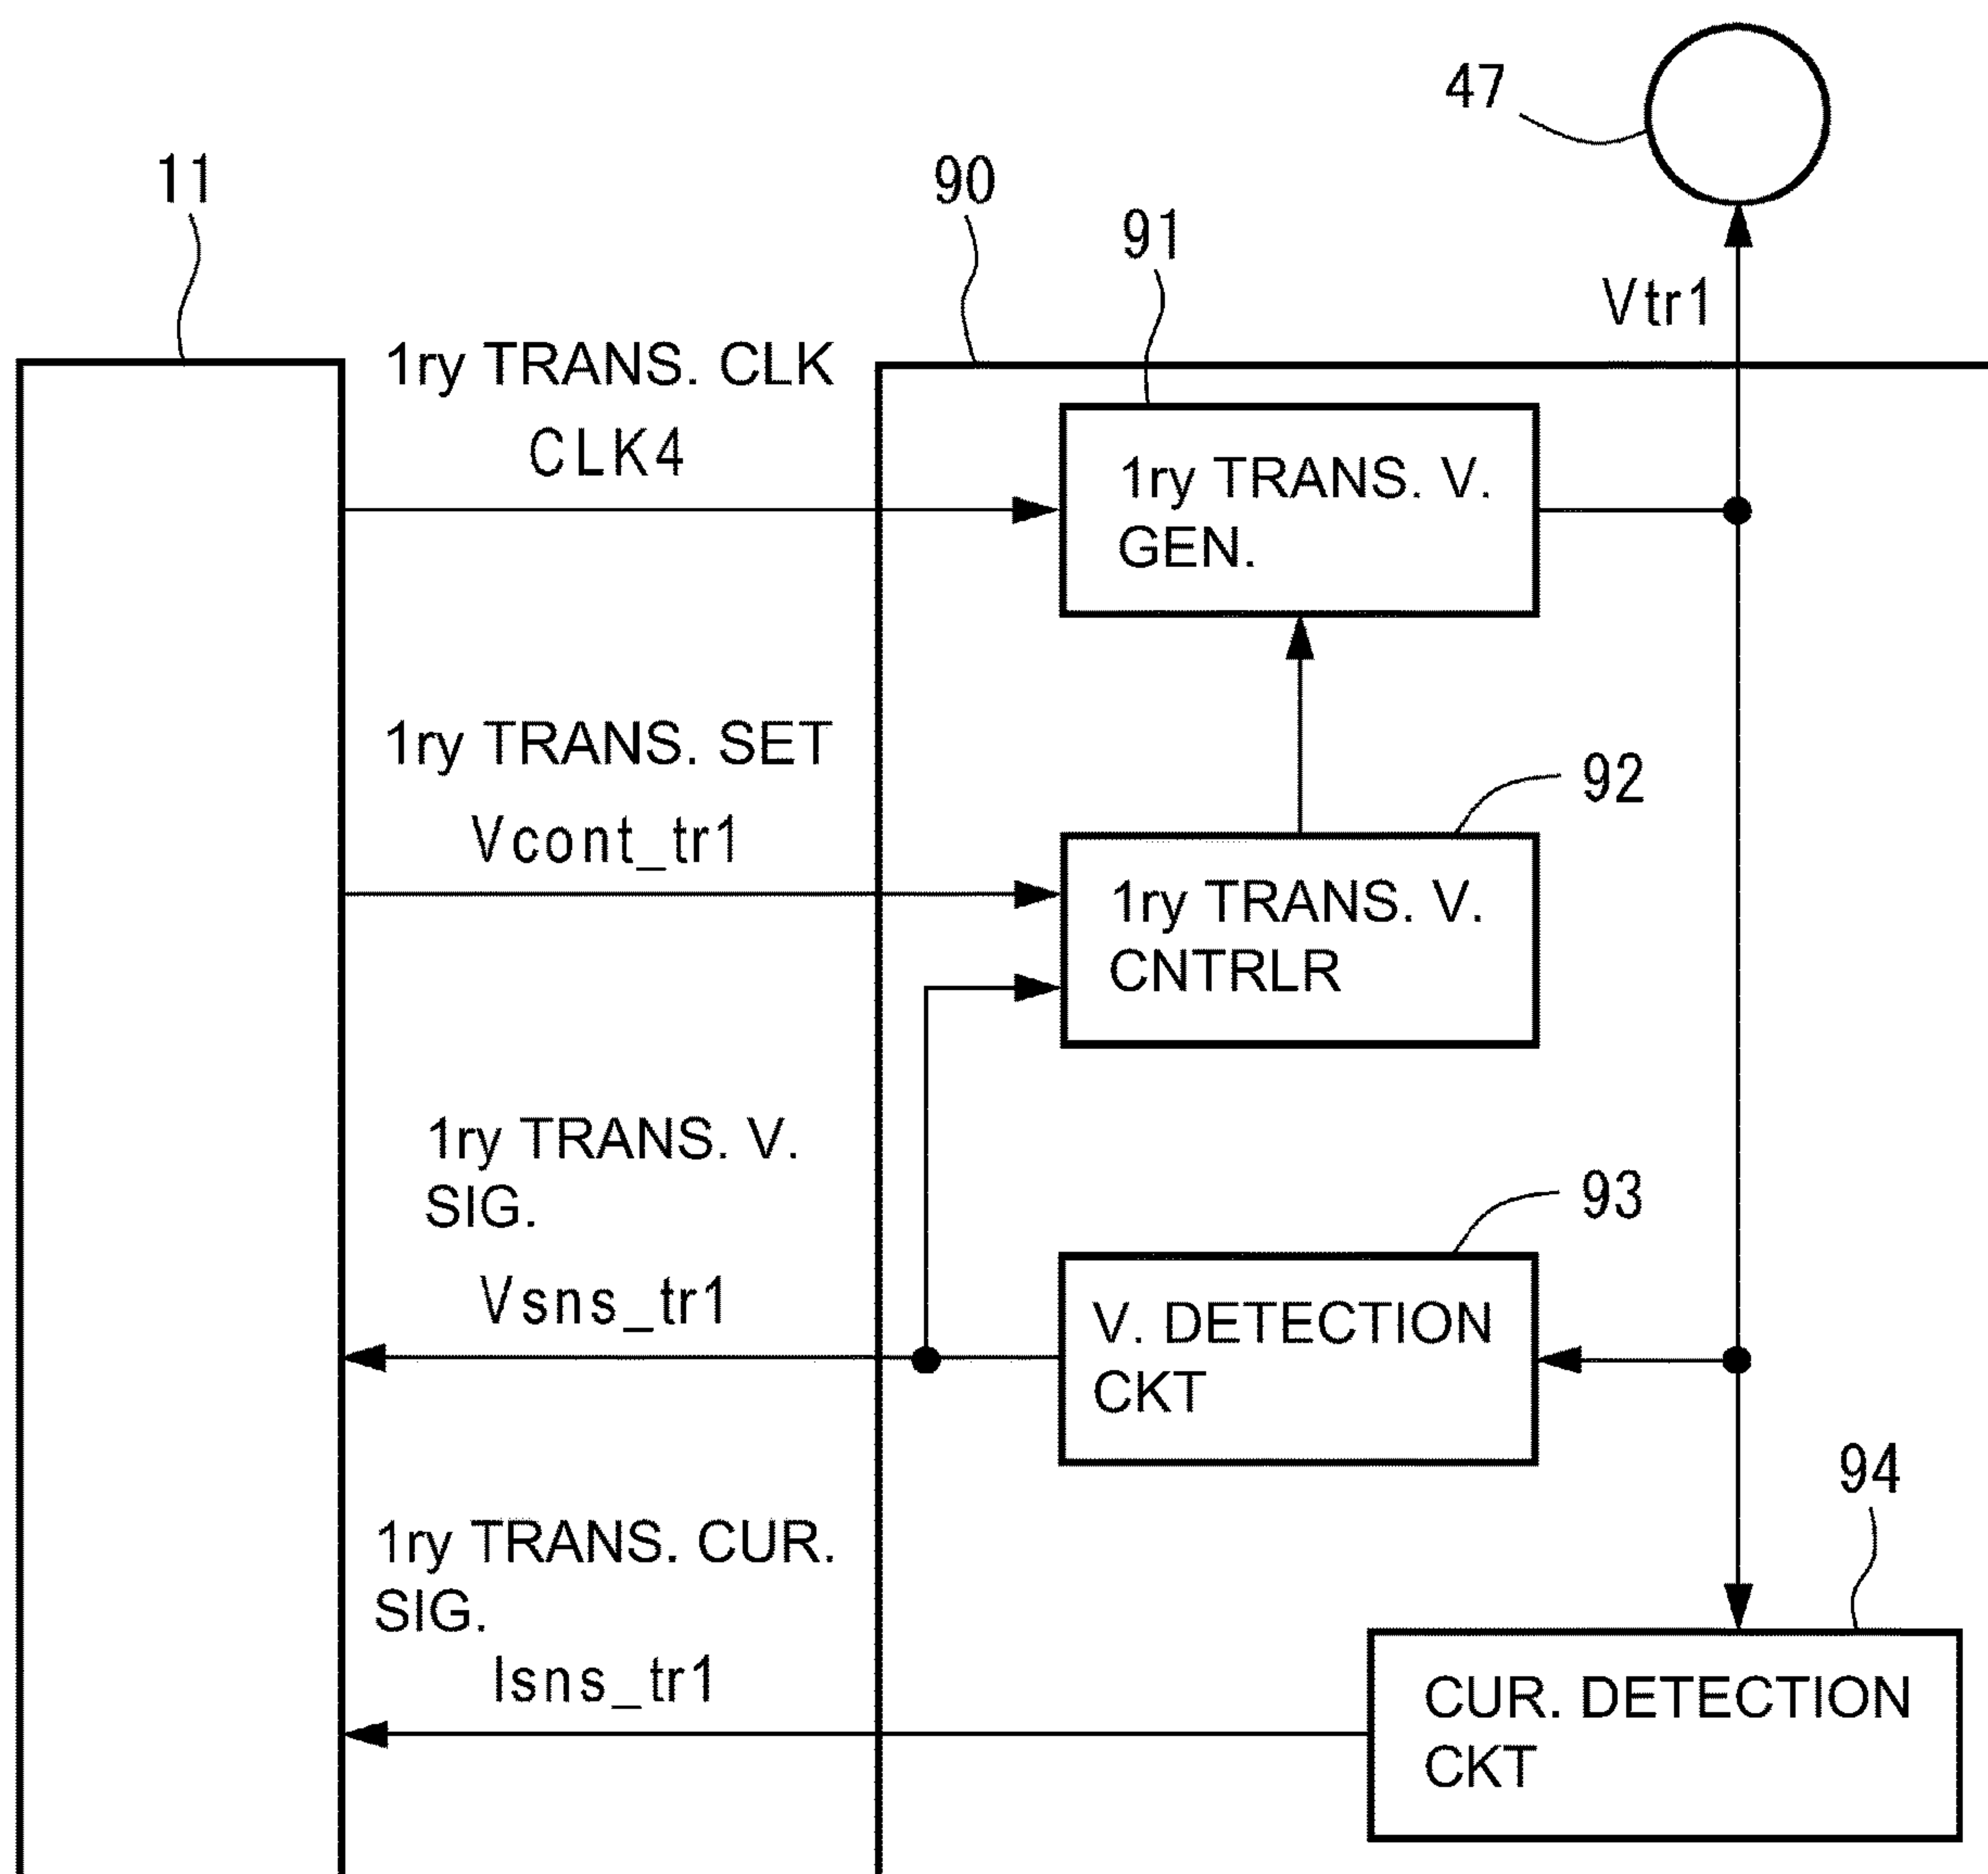 47
11
90
91
Vtr1
1ry TRANS. CLK
CLK4
1ry TRANS. V.
GEN.
1ry TRANS. SET
Vcont_tr1
92
1ry TRANS. V.
CNTRLR
1ry TRANS. V.
SIG.
Vsns_tr1
93
V. DETECTION
CKT
94
1ry TRANS. CUR.
SIG.
Isns_tr1
CUR. DETECTION
CKT